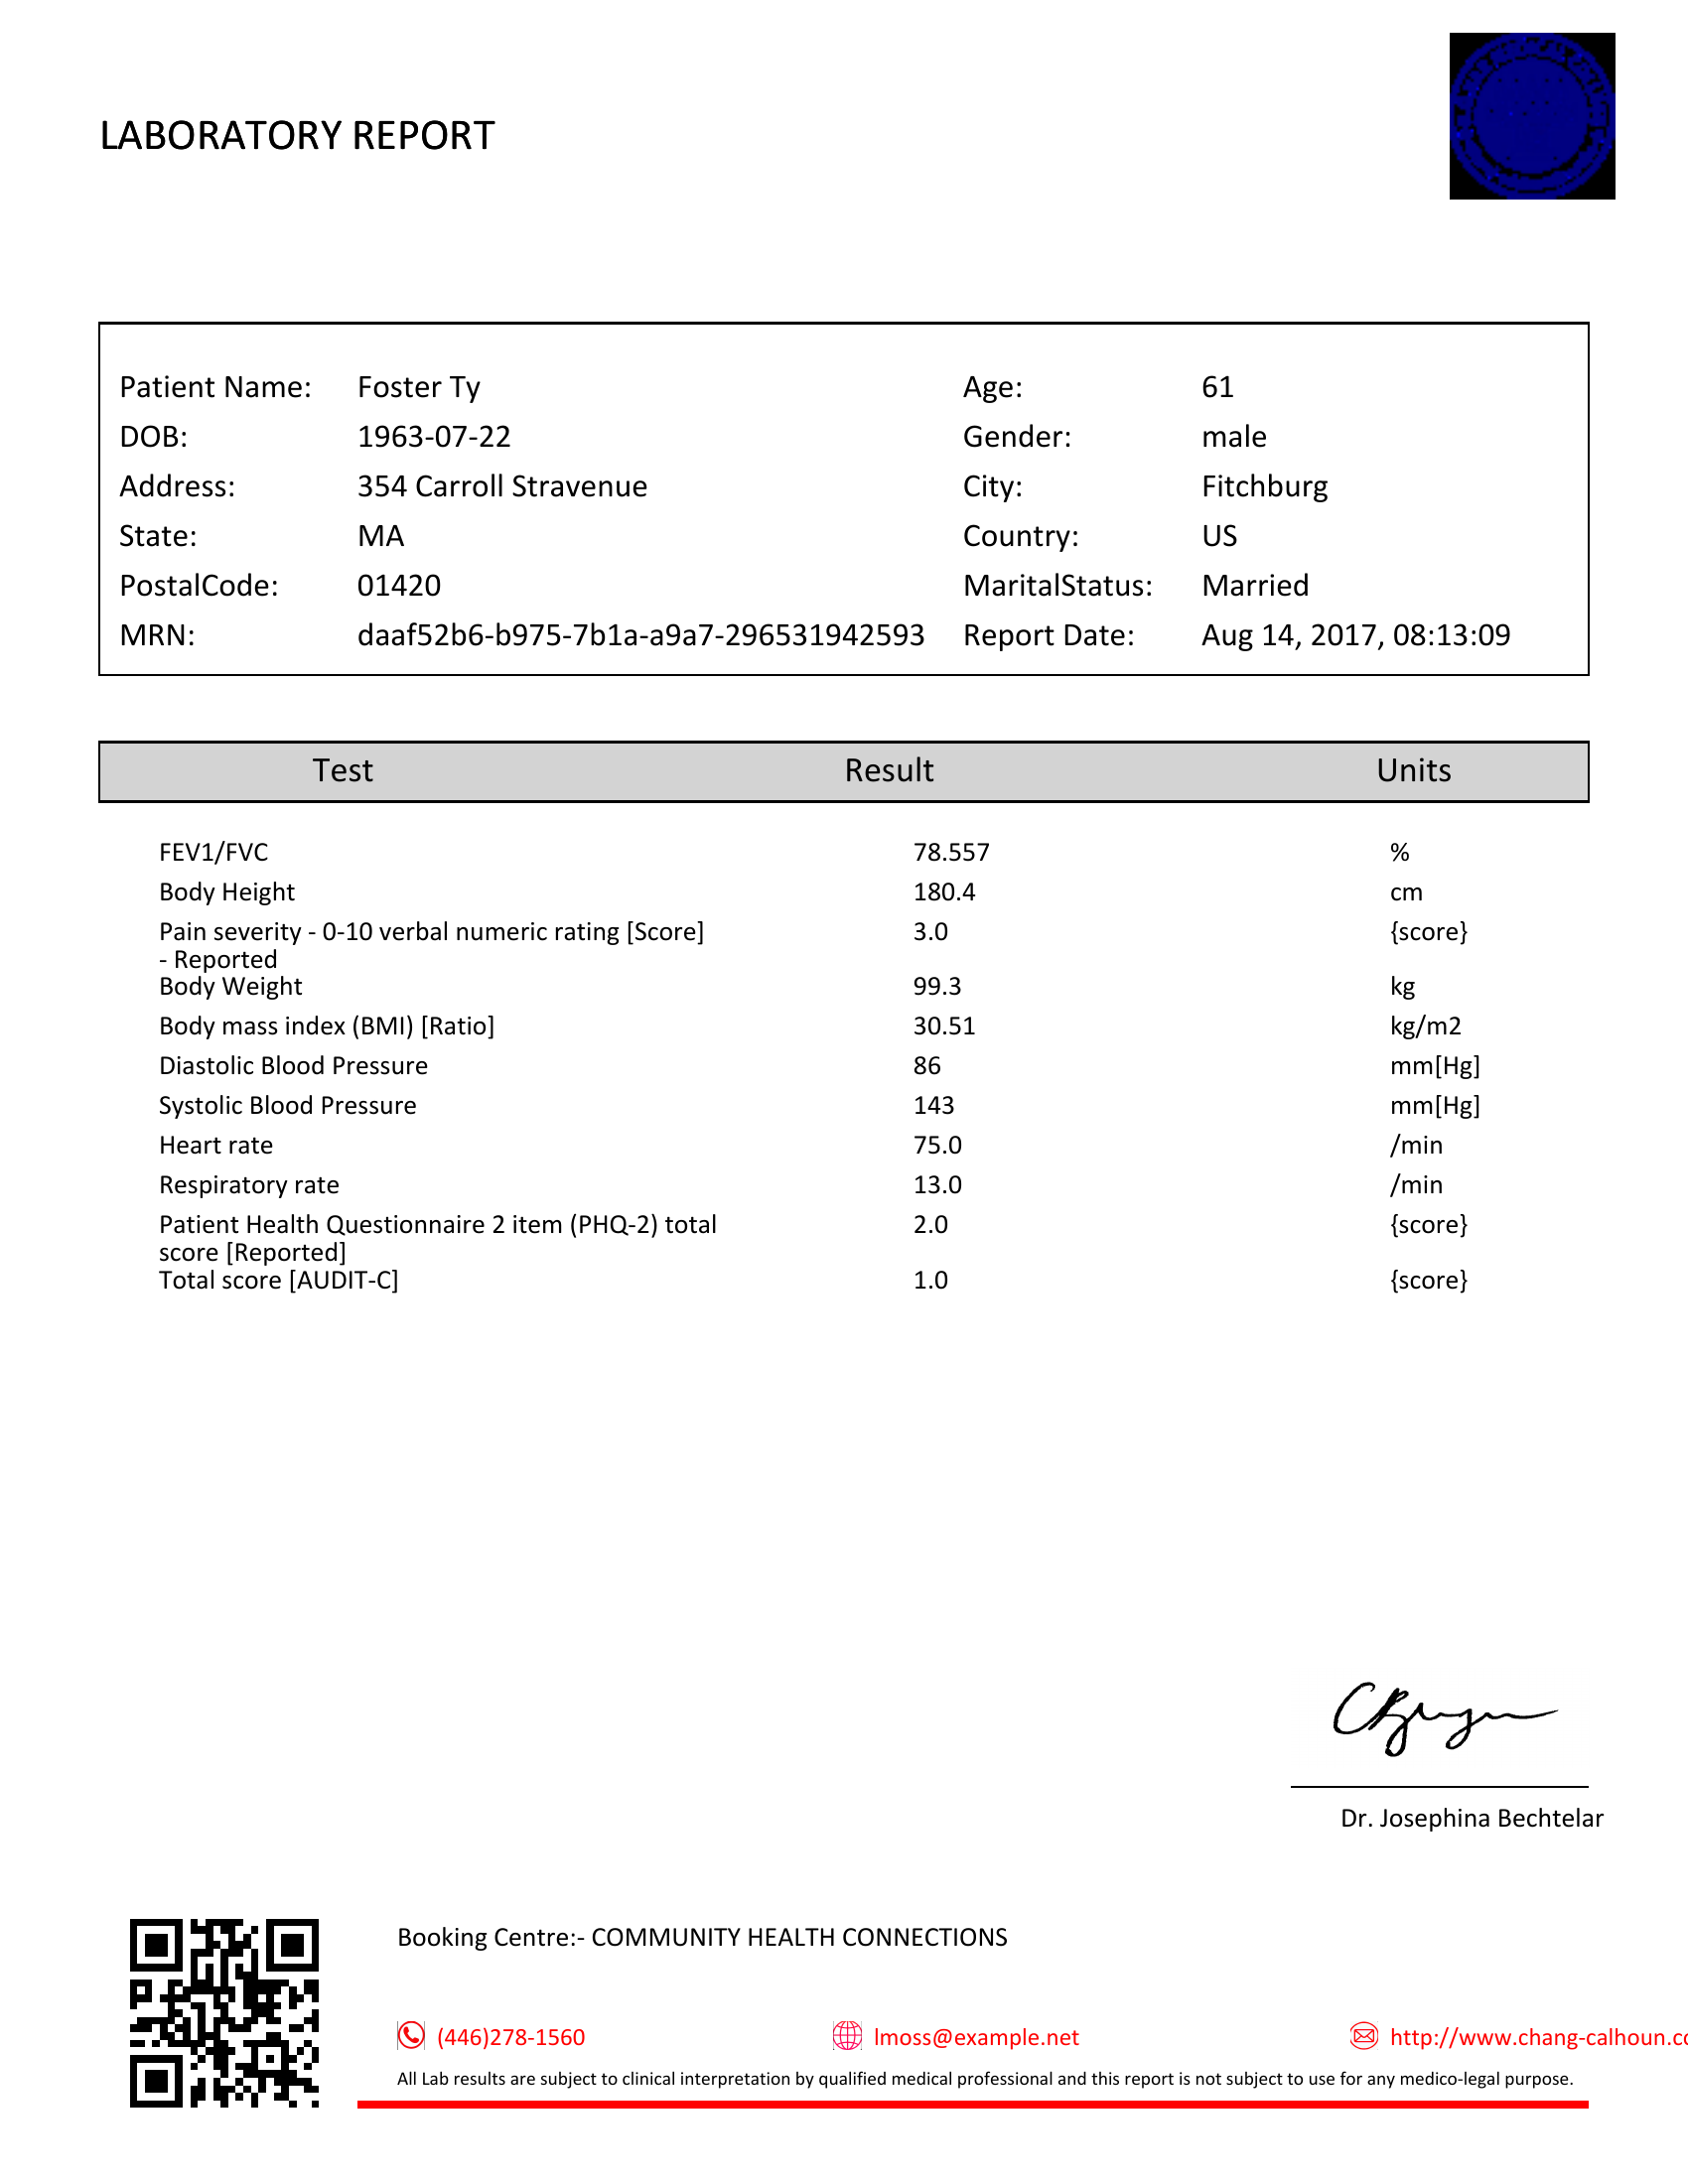 LABORATORY REPORT
Patient Name: Foster Ty Age: 61
DOB: 1963-07-22 Gender: male
Address: 354 Carroll Stravenue City: Fitchburg
State: MA Country: US
PostalCode: 01420 MaritalStatus: Married
MRN: daaf52b6-b975-7b1a-a9a7-296531942593 Report Date: Aug 14, 2017, 08:13:09
Test Result Units
FEV1/FVC 78.557 %
Body Height 180.4 cm
Pain severity - 0-10 verbal numeric rating [Score] 3.0 {score}
- Reported
Body Weight 99.3 kg
Body mass index (BMI) [Ratio] 30.51 kg/m2
Diastolic Blood Pressure 86 mm[Hg]
Systolic Blood Pressure 143 mm[Hg]
Heart rate 75.0 /min
Respiratory rate 13.0 /min
Patient Health Questionnaire 2 item (PHQ-2) total 2.0 {score}
score [Reported]
Total score [AUDIT-C] 1.0 {score}
Dr. Josephina Bechtelar
Booking Centre:- COMMUNITY HEALTH CONNECTIONS
(446)278-1560 lmoss@example.net http://www.chang-calhoun.c
All Lab results are subject to clinical interpretation by qualified medical professional and this report is not subject to use for any medico-legal purpose.